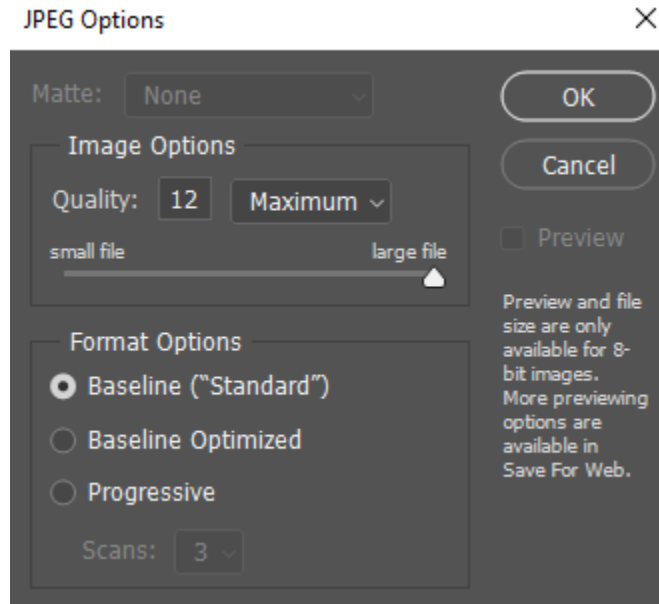 JPEG Options
Matte: None
Image Options
Quality: 12 Maximum
small file large file
Format Options
Baseline (“Standard”)
Baseline Optimized
Progressive
Scans: 3
OK
Cancel
Preview
Preview and file
size are only
available for 8-
bit images.
More previewing
options are
available in
Save For Web.